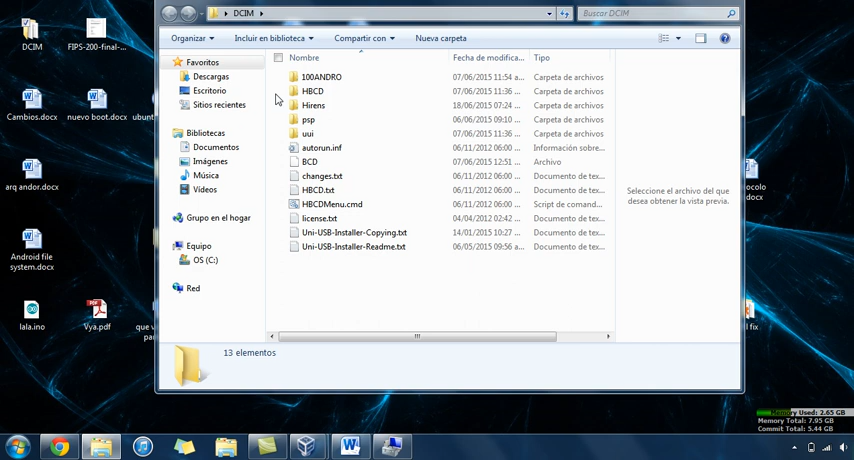 DCIM
Buscar DCIM
Organizar
Incluir en biblioteca
Compartir con
Nueva carpeta
Favoritos
Descargas
Escritorio
Sitios recientes
Bibliotecas
Documentos
Imágenes
Música
Vídeos
Grupo en el hogar
Equipo
OS (C:)
Red
Nombre Fecha de modifica... Tipo
100ANDRO 07/06/2015 11:54 a... Carpeta de archivos
HBCD 07/06/2015 11:36 ... Carpeta de archivos
Hirens 18/06/2015 07:24 ... Carpeta de archivos
psp 06/06/2015 09:10 ... Carpeta de archivos
uui 07/06/2015 11:36 ... Carpeta de archivos
autorun.inf 06/11/2012 06:00 ... Información sobre...
BCD 07/06/2015 12:51 ... Archivo
changes.txt 06/11/2012 06:00 ... Documento de tex...
HBCD.txt 06/11/2012 06:00 ... Documento de tex...
HBCDMenu.cmd 06/11/2012 06:00 ... Script de comand...
license.txt 04/04/2012 02:42 ... Documento de tex...
Uni-USB-Installer-Copying.txt 14/01/2015 10:27 ... Documento de tex...
Uni-USB-Installer-Readme.txt 06/05/2015 09:56 a... Documento de tex...
Seleccione el archivo del que
desea obtener la vista previa.
13 elementos
DCIM
FIPS-200-final-...
Cambios.docx
nuevo boot.docx
ubunt
arq andor.docx
Android file
system.docx
lala.ino
Vya.pdf
que v
ocolo
.docx
l fix
Memory Used: 2.65 GB
Memory Total: 7.95 GB
Commit Total: 5.44 GB